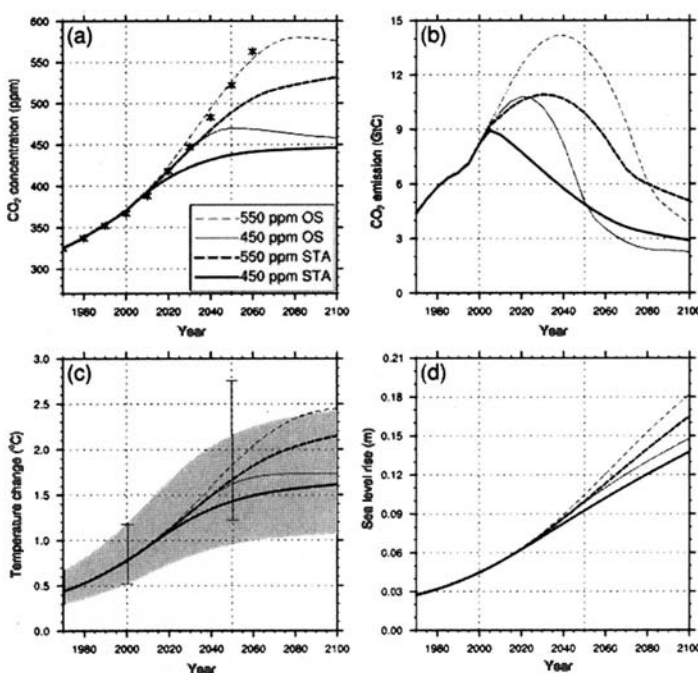 (a)
CO2 concentration (ppm)
600
550
500
450
400
350
300
550 ppm OS
450 ppm OS
550 ppm STA
450 ppm STA
1980 2000 2020 2040 2060 2080 2100
Year
(b)
CO2 emission (GtC)
15
12
9
6
3
0
1980 2000 2020 2040 2060 2080 2100
Year
(c)
Temperature change (°C)
3.0
2.5
2.0
1.5
1.0
0.5
0.0
1980 2000 2020 2040 2060 2080 2100
Year
(d)
Sea level rise (m)
0.21
0.18
0.15
0.12
0.09
0.06
0.03
0.00
1980 2000 2020 2040 2060 2080 2100
Year